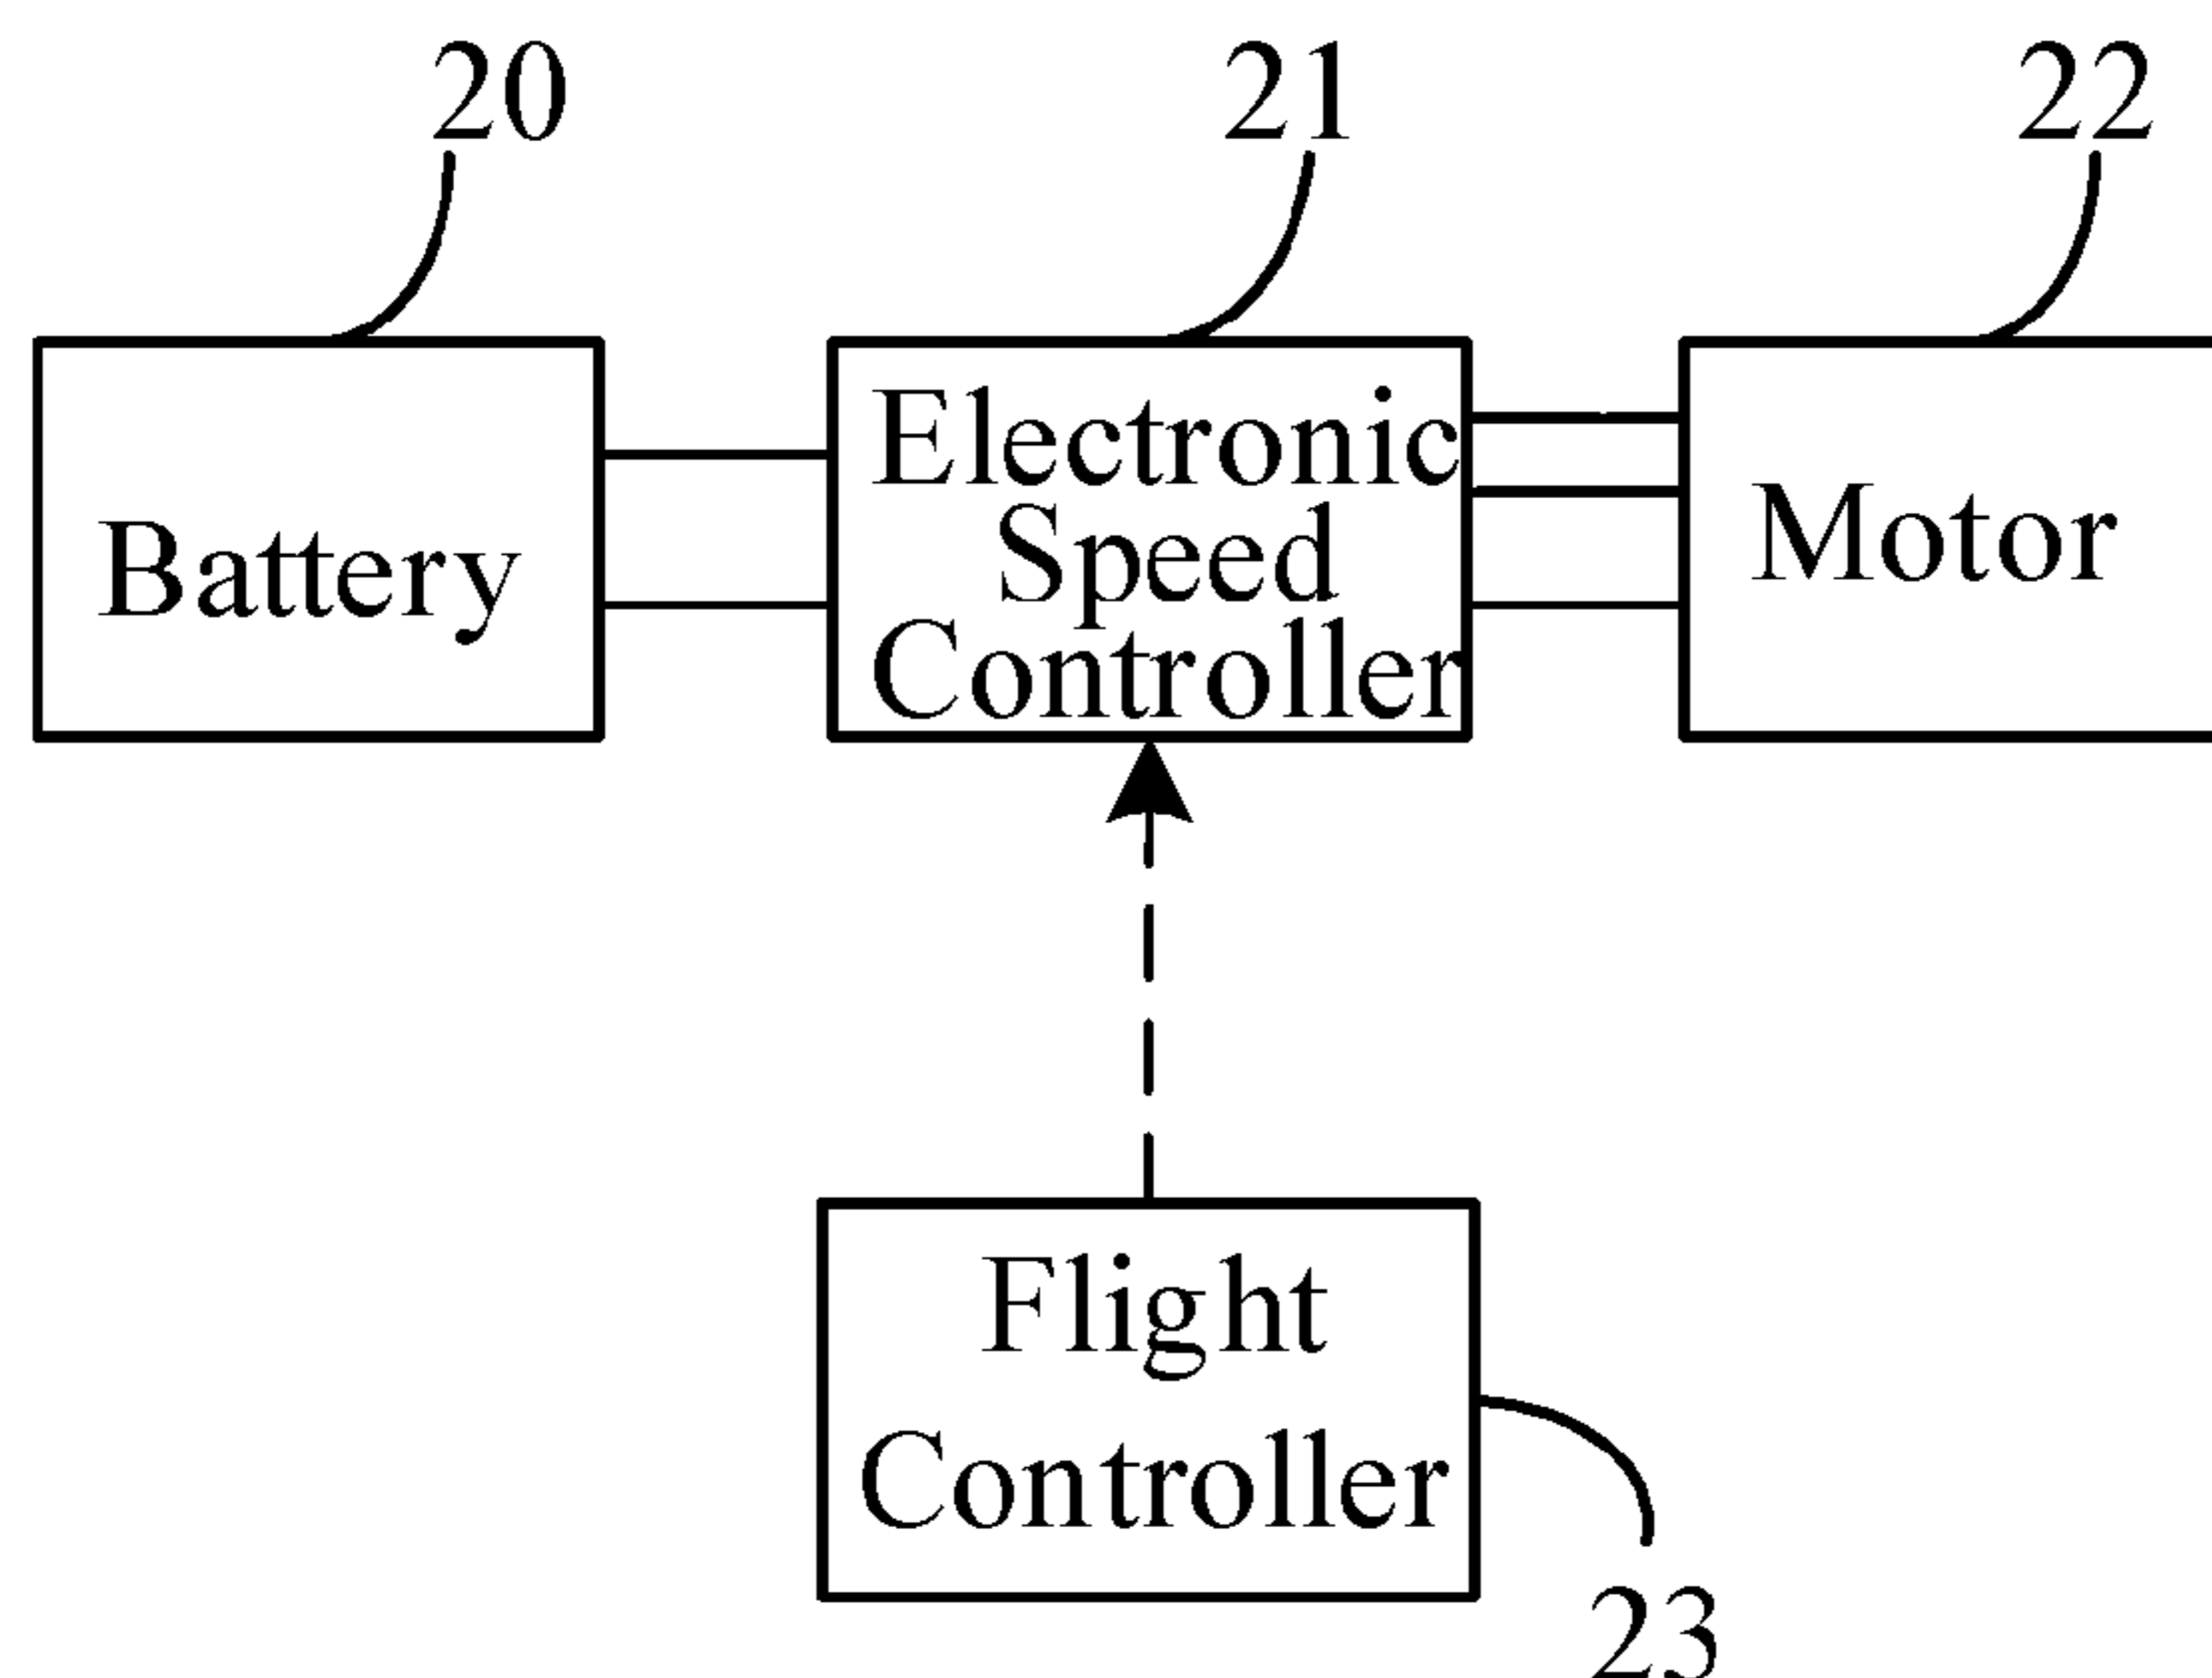 20
21
22
Battery
Electronic
Speed
Controller
Motor
Flight
Controller
23